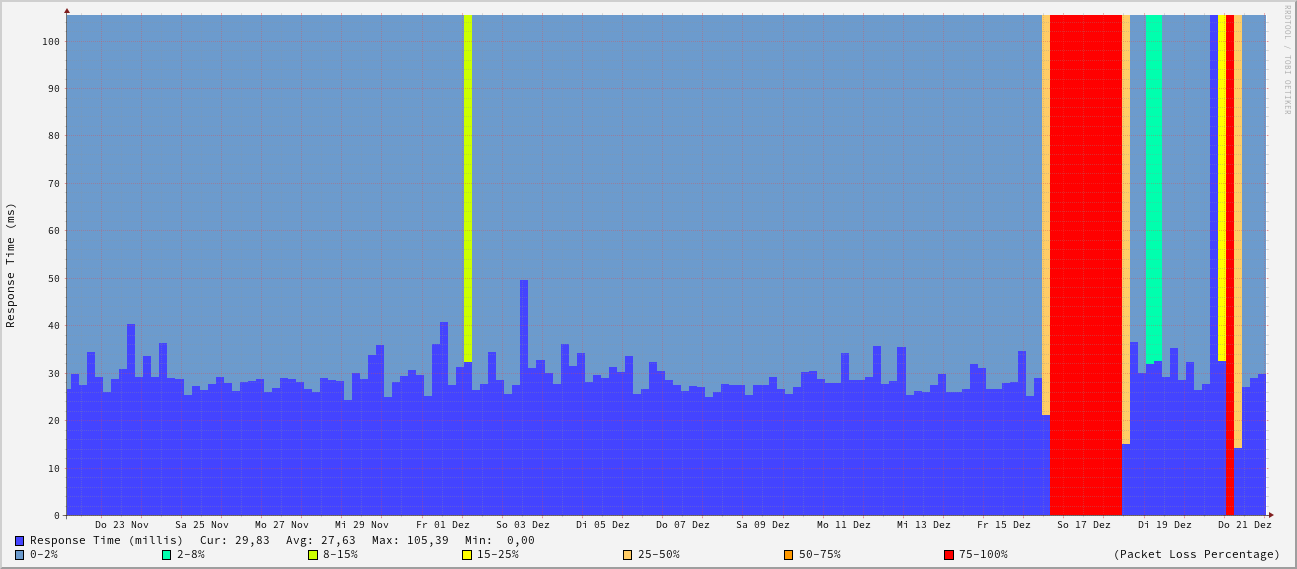 RRDTOOL / TOBI OETIKER
Response Time (ms)
100
90
80
70
60
50
40
30
20
10
0
Do 23 Nov Sa 25 Nov Mo 27 Nov Mi 29 Nov Fr 01 Dez So 03 Dez Di 05 Dez Do 07 Dez Sa 09 Dez Mo 11 Dez Mi 13 Dez Fr 15 Dez So 17 Dez Di 19 Dez Do 21 Dez
Response Time (millis) Cur: 29,83 Avg: 27,63 Max: 105,39 Min: 0,00
0-2% 2-8% 8-15% 15-25% 25-50% 50-75% 75-100% (Packet Loss Percentage)